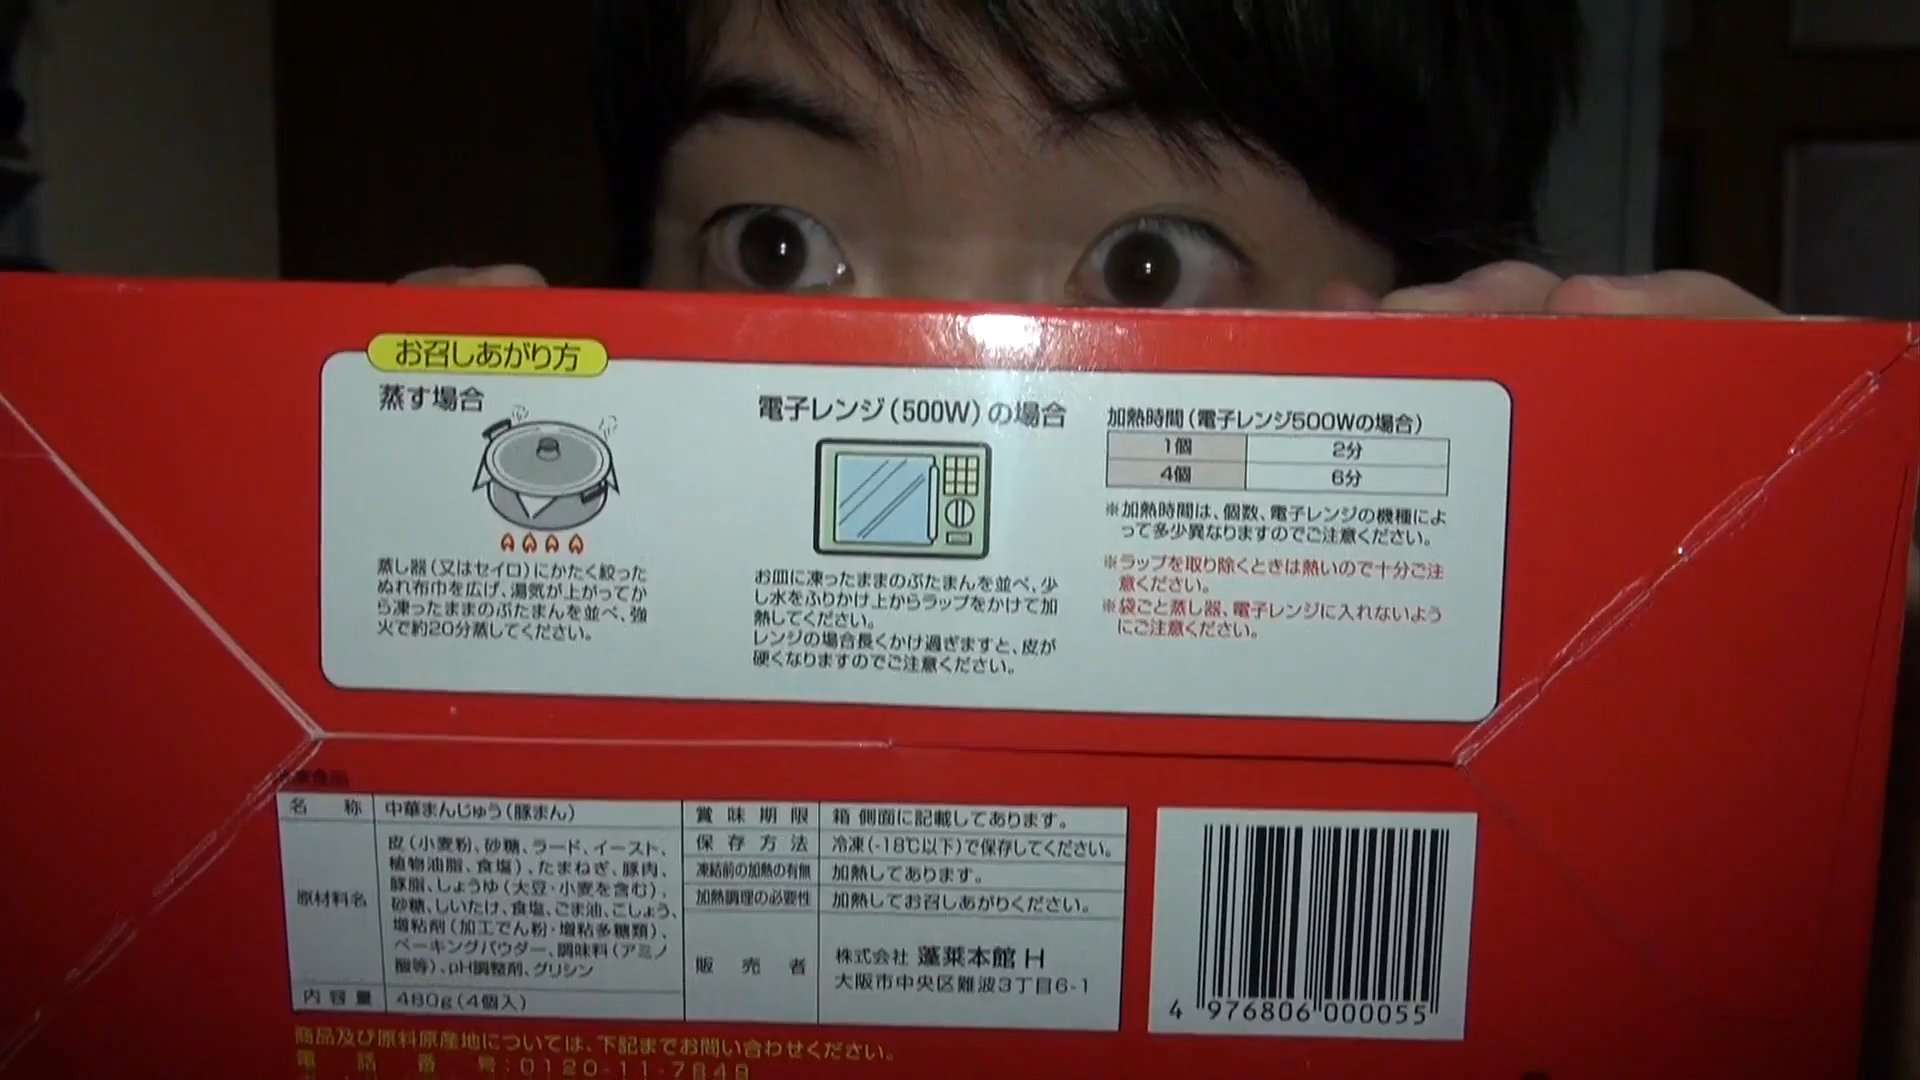 お召しあがり方
蒸す場合
蒸し器（又はセイロ）にかたく絞った
ぬれ布巾を広げ、湯気が上がってか
ら凍ったままのぶたまんを並べ、強
火で約20分蒸してください。
電子レンジ（500W）の場合
お皿に凍ったままのぶたまんを並べ、少
し水をふりかけ上からラップをかけて加
熱してください。
レンジの場合長くかけ過ぎますと、皮が
硬くなりますのでご注意ください。
加熱時間（電子レンジ500Wの場合）
1個 2分
4個 6分
※加熱時間は、個数、電子レンジの機種によ
って多少異なりますのでご注意ください。
※ラップを取り除くときは熱いので十分ご注
意ください。
※袋ごと蒸し器、電子レンジに入れないよう
にご注意ください。
名称 中華まんじゅう（豚まん）
原材料名
皮（小麦粉、砂糖、ラード、イースト、
植物油脂、食塩）、たまねぎ、豚肉、
豚脂、しょうゆ（大豆・小麦を含む）、
砂糖、しいたけ、食塩、ごま油、こしょう、
増粘剤（加工でん粉・増粘多糖類）、
ベーキングパウダー、調味料（アミノ
酸等）、pH調整剤、グリシン
内容量 480g（4個入）
賞味期限 箱 側面に記載してあります。
保存方法 冷凍（-18℃以下）で保存してください。
凍結前の加熱の有無 加熱してあります。
加熱調理の必要性 加熱してお召しあがりください。
販売者
株式会社 蓬莱本館 H
大阪市中央区難波3丁目6-1
4 976806 000055
商品及び原料原産地については、下記までお問い合わせください。
電話番号：0120-11-7849